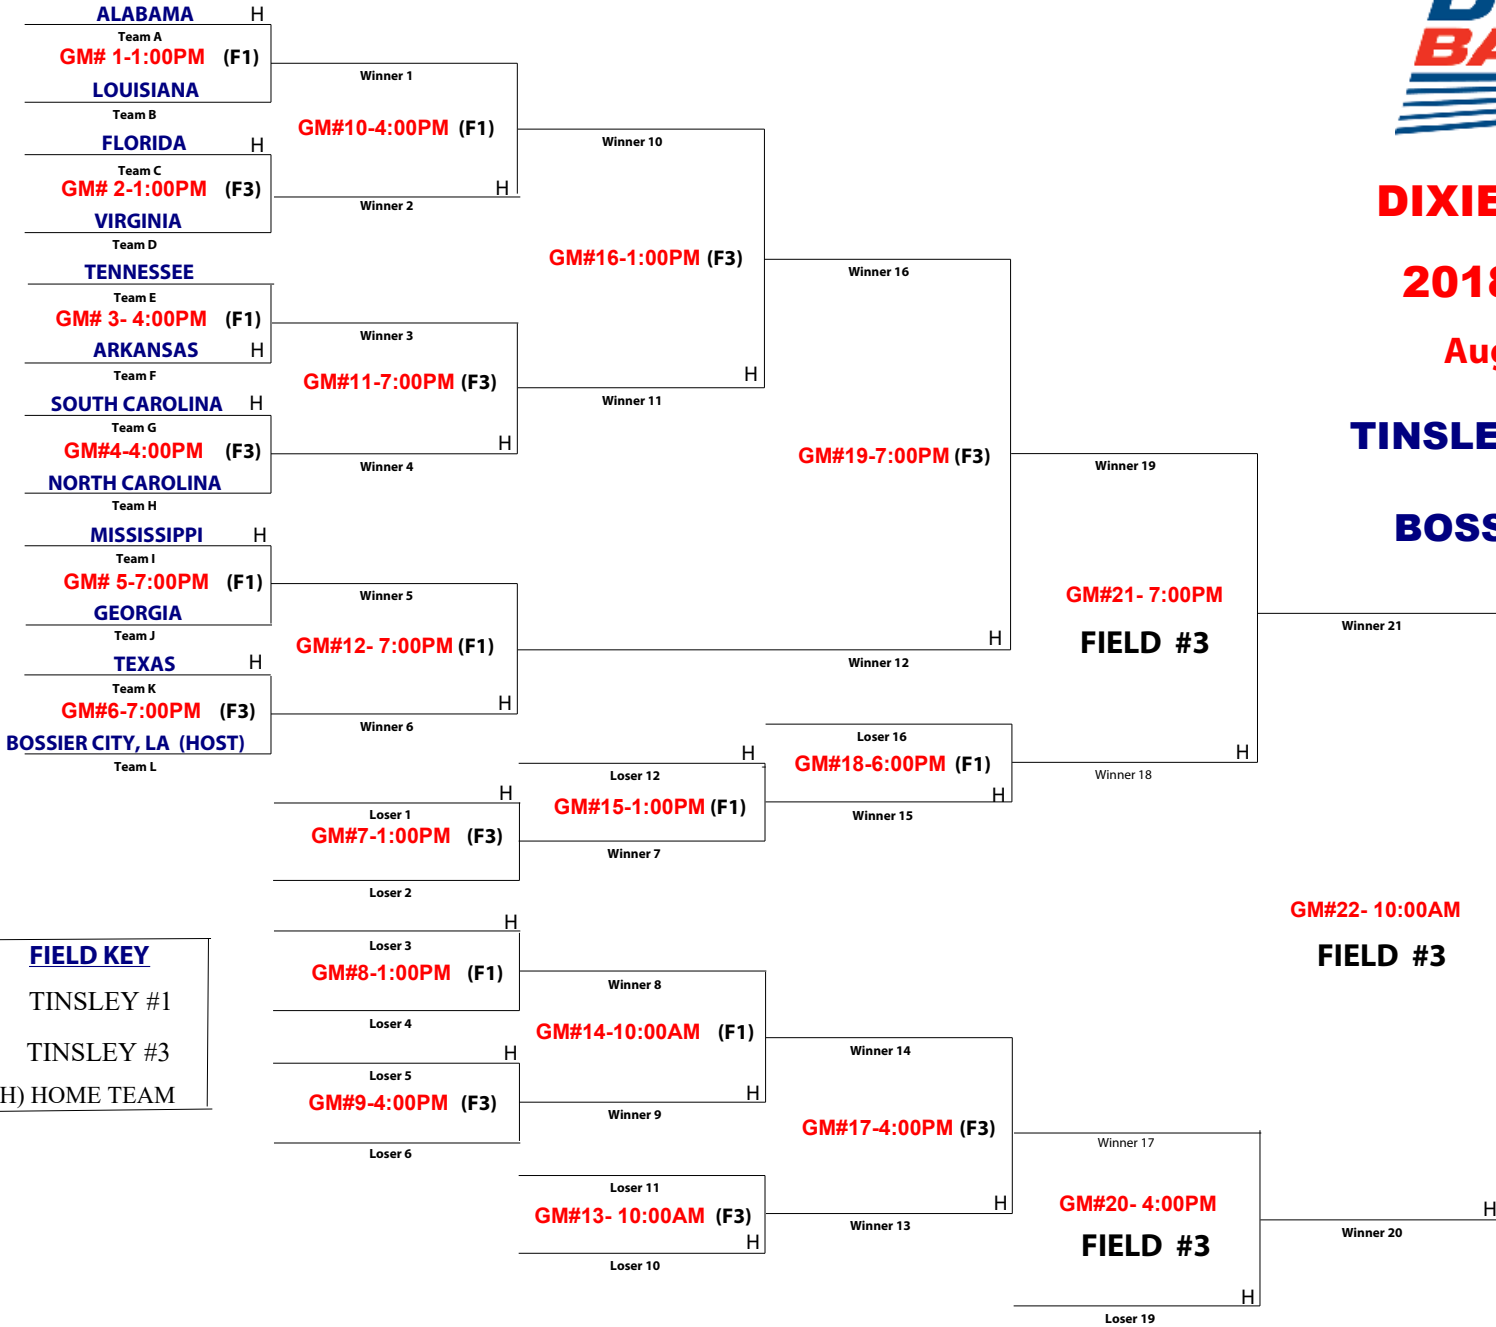 ALABAMA H
Team A
GM# 1-1:00PM (F1)
LOUISIANA
Team B
FLORIDA H
Team C
GM# 2-1:00PM (F3)
VIRGINIA
Team D
TENNESSEE
Team E
GM# 3- 4:00PM (F1)
ARKANSAS H
Team F
SOUTH CAROLINA H
Team G
GM#4-4:00PM (F3)
NORTH CAROLINA
Team H
MISSISSIPPI H
Team I
GM# 5-7:00PM (F1)
GEORGIA
Team J
TEXAS H
Team K
GM#6-7:00PM (F3)
BOSSIER CITY, LA (HOST)
Team L
Winner 1
GM#10-4:00PM (F1)
H
Winner 2
Winner 3
GM#11-7:00PM (F3)
H
Winner 4
Winner 5
GM#12- 7:00PM (F1)
H
Winner 6
H
Loser 1
GM#7-1:00PM (F3)
Loser 2
H
Loser 3
GM#8-1:00PM (F1)
Loser 4
H
Loser 5
GM#9-4:00PM (F3)
Loser 6
Winner 10
GM#16-1:00PM (F3)
H
Winner 11
H
Loser 12
GM#15-1:00PM (F1)
Winner 7
Winner 8
GM#14-10:00AM (F1)
H
Winner 9
Loser 11
GM#13- 10:00AM (F3)
H
Loser 10
Winner 16
GM#19-7:00PM (F3)
H
Winner 12
Loser 16
GM#18-6:00PM (F1)
H
Winner 15
Winner 14
GM#17-4:00PM (F3)
H
Winner 13
Winner 19
GM#21- 7:00PM
FIELD #3
H
Winner 18
Winner 17
GM#20- 4:00PM
FIELD #3
H
Loser 19
Winner 21
GM#22- 10:00AM
FIELD #3
H
Winner 20
BA
DIXIE
2018
Aug
TINSLE
BOSS
FIELD KEY
TINSLEY #1
TINSLEY #3
H) HOME TEAM